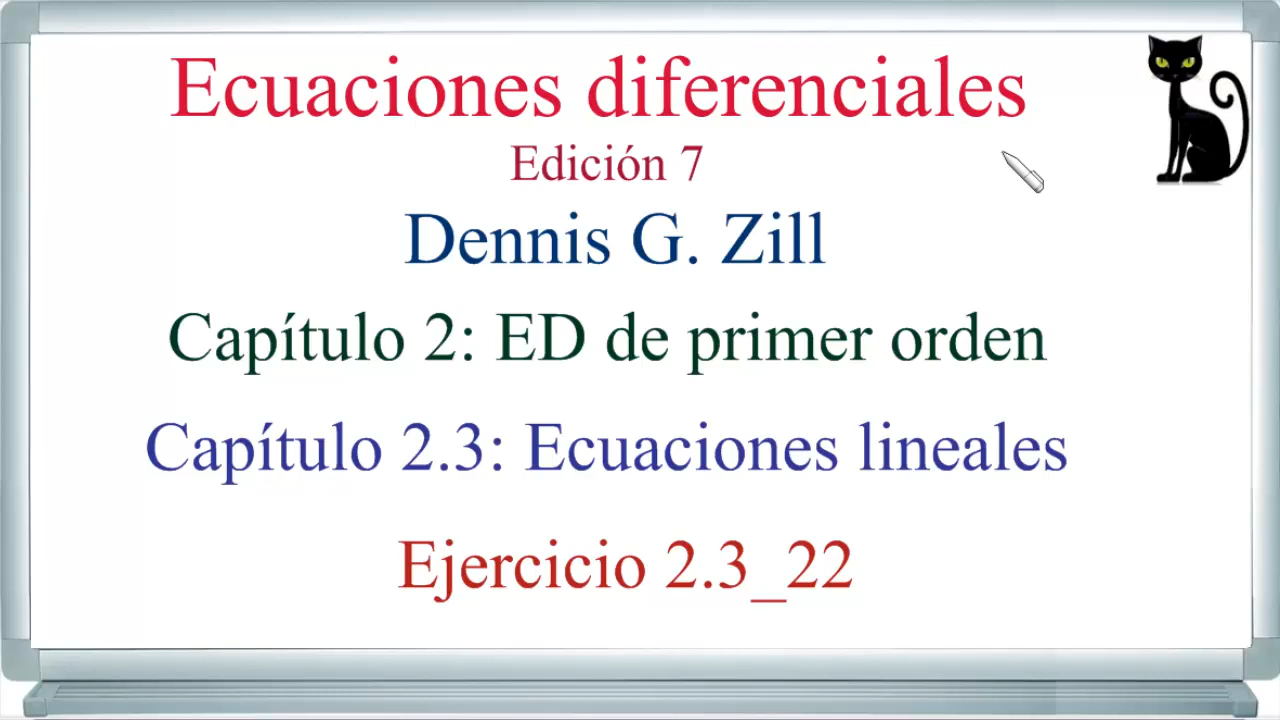 Ecuaciones diferenciales
Edición 7
Dennis G. Zill
Capítulo 2: ED de primer orden
Capítulo 2.3: Ecuaciones lineales
Ejercicio 2.3_22